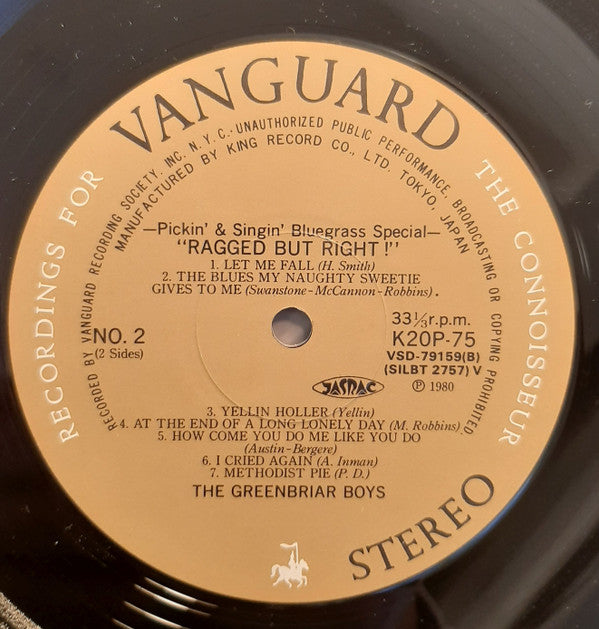 VANGUARD
RECORDINGS FOR THE CONNOISSEUR
RECORDED BY VANGUARD RECORDING SOCIETY, INC. N.Y.C.·UNAUTHORIZED PUBLIC PERFORMANCE, BROADCASTING OR COPYING PROHIBITED
MANUFACTURED BY KING RECORD CO., LTD. TOKYO, JAPAN
—Pickin' & Singin' Bluegrass Special—
"RAGGED BUT RIGHT!"
1. LET ME FALL (H. Smith)
2. THE BLUES MY NAUGHTY SWEETIE
GIVES TO ME (Swanstone-McCannon-Robbins).
NO. 2
(2 Sides)
33⅓r.p.m.
K20P-75
VSD-79159(B)
(SILBT 2757) V
JASRAC
Ⓟ 1980
3. YELLIN HOLLER (Yellin)
4. AT THE END OF A LONG LONELY DAY (M. Robbins)
5. HOW COME YOU DO ME LIKE YOU DO
(Austin-Bergere)
6. I CRIED AGAIN (A. Inman)
7. METHODIST PIE (P. D.)
THE GREENBRIAR BOYS
STEREO